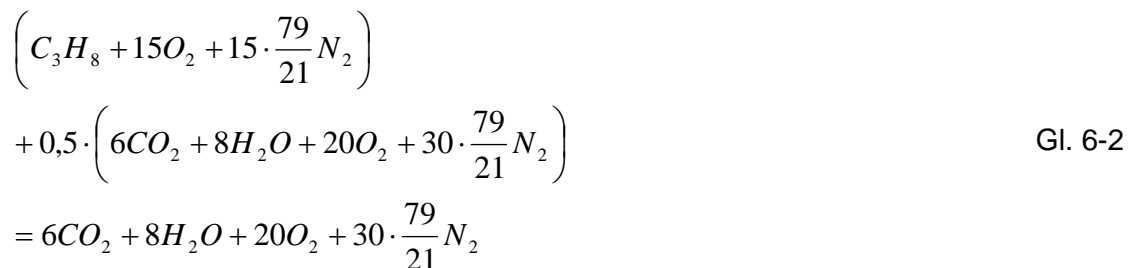 (C₃H₈ + 15O₂ + 15 · 79/21 N₂)
+ 0,5 · (6CO₂ + 8H₂O + 20O₂ + 30 · 79/21 N₂) Gl. 6-2
= 6CO₂ + 8H₂O + 20O₂ + 30 · 79/21 N₂